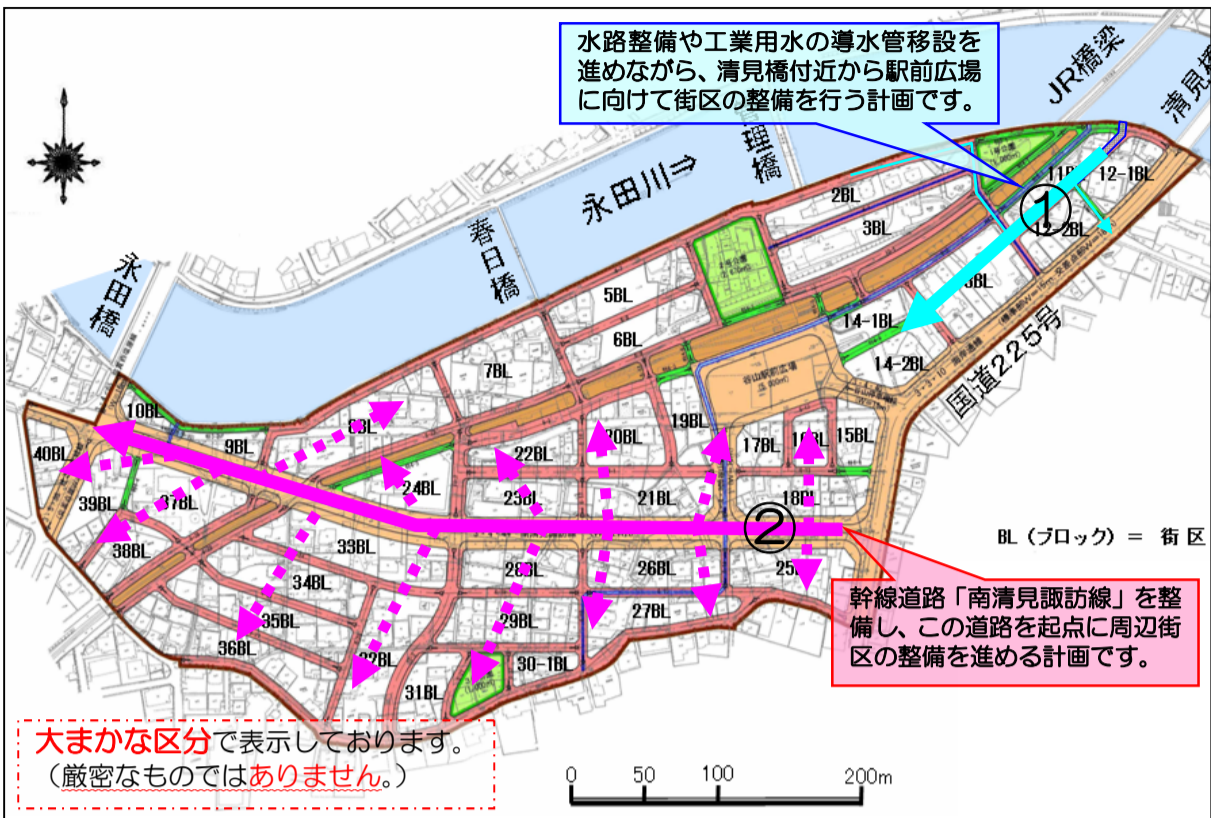 水路整備や工業用水の導水管移設を
進めながら、清見橋付近から駅前広場
に向けて街区の整備を行う計画です。
JR橋梁
清見橋
理橋
永田川⇒
春日橋
永田橋
①
11BL
12-1BL
12-2BL
2BL
3BL
5BL
6BL
7BL
14-1BL
14-2BL
国道225号
谷山駅前広場
10BL
9BL
8BL
40BL
39BL
37BL
38BL
24BL
22BL
23BL
20BL
19BL
21BL
17BL
16BL
15BL
18BL
②
33BL
34BL
35BL
36BL
32BL
28BL
29BL
26BL
27BL
25BL
31BL
30-1BL
BL（ブロック）＝ 街区
幹線道路「南清見諏訪線」を整
備し、この道路を起点に周辺街
区の整備を進める計画です。
大まかな区分で表示しております。
（厳密なものではありません。）
0 50 100 200m